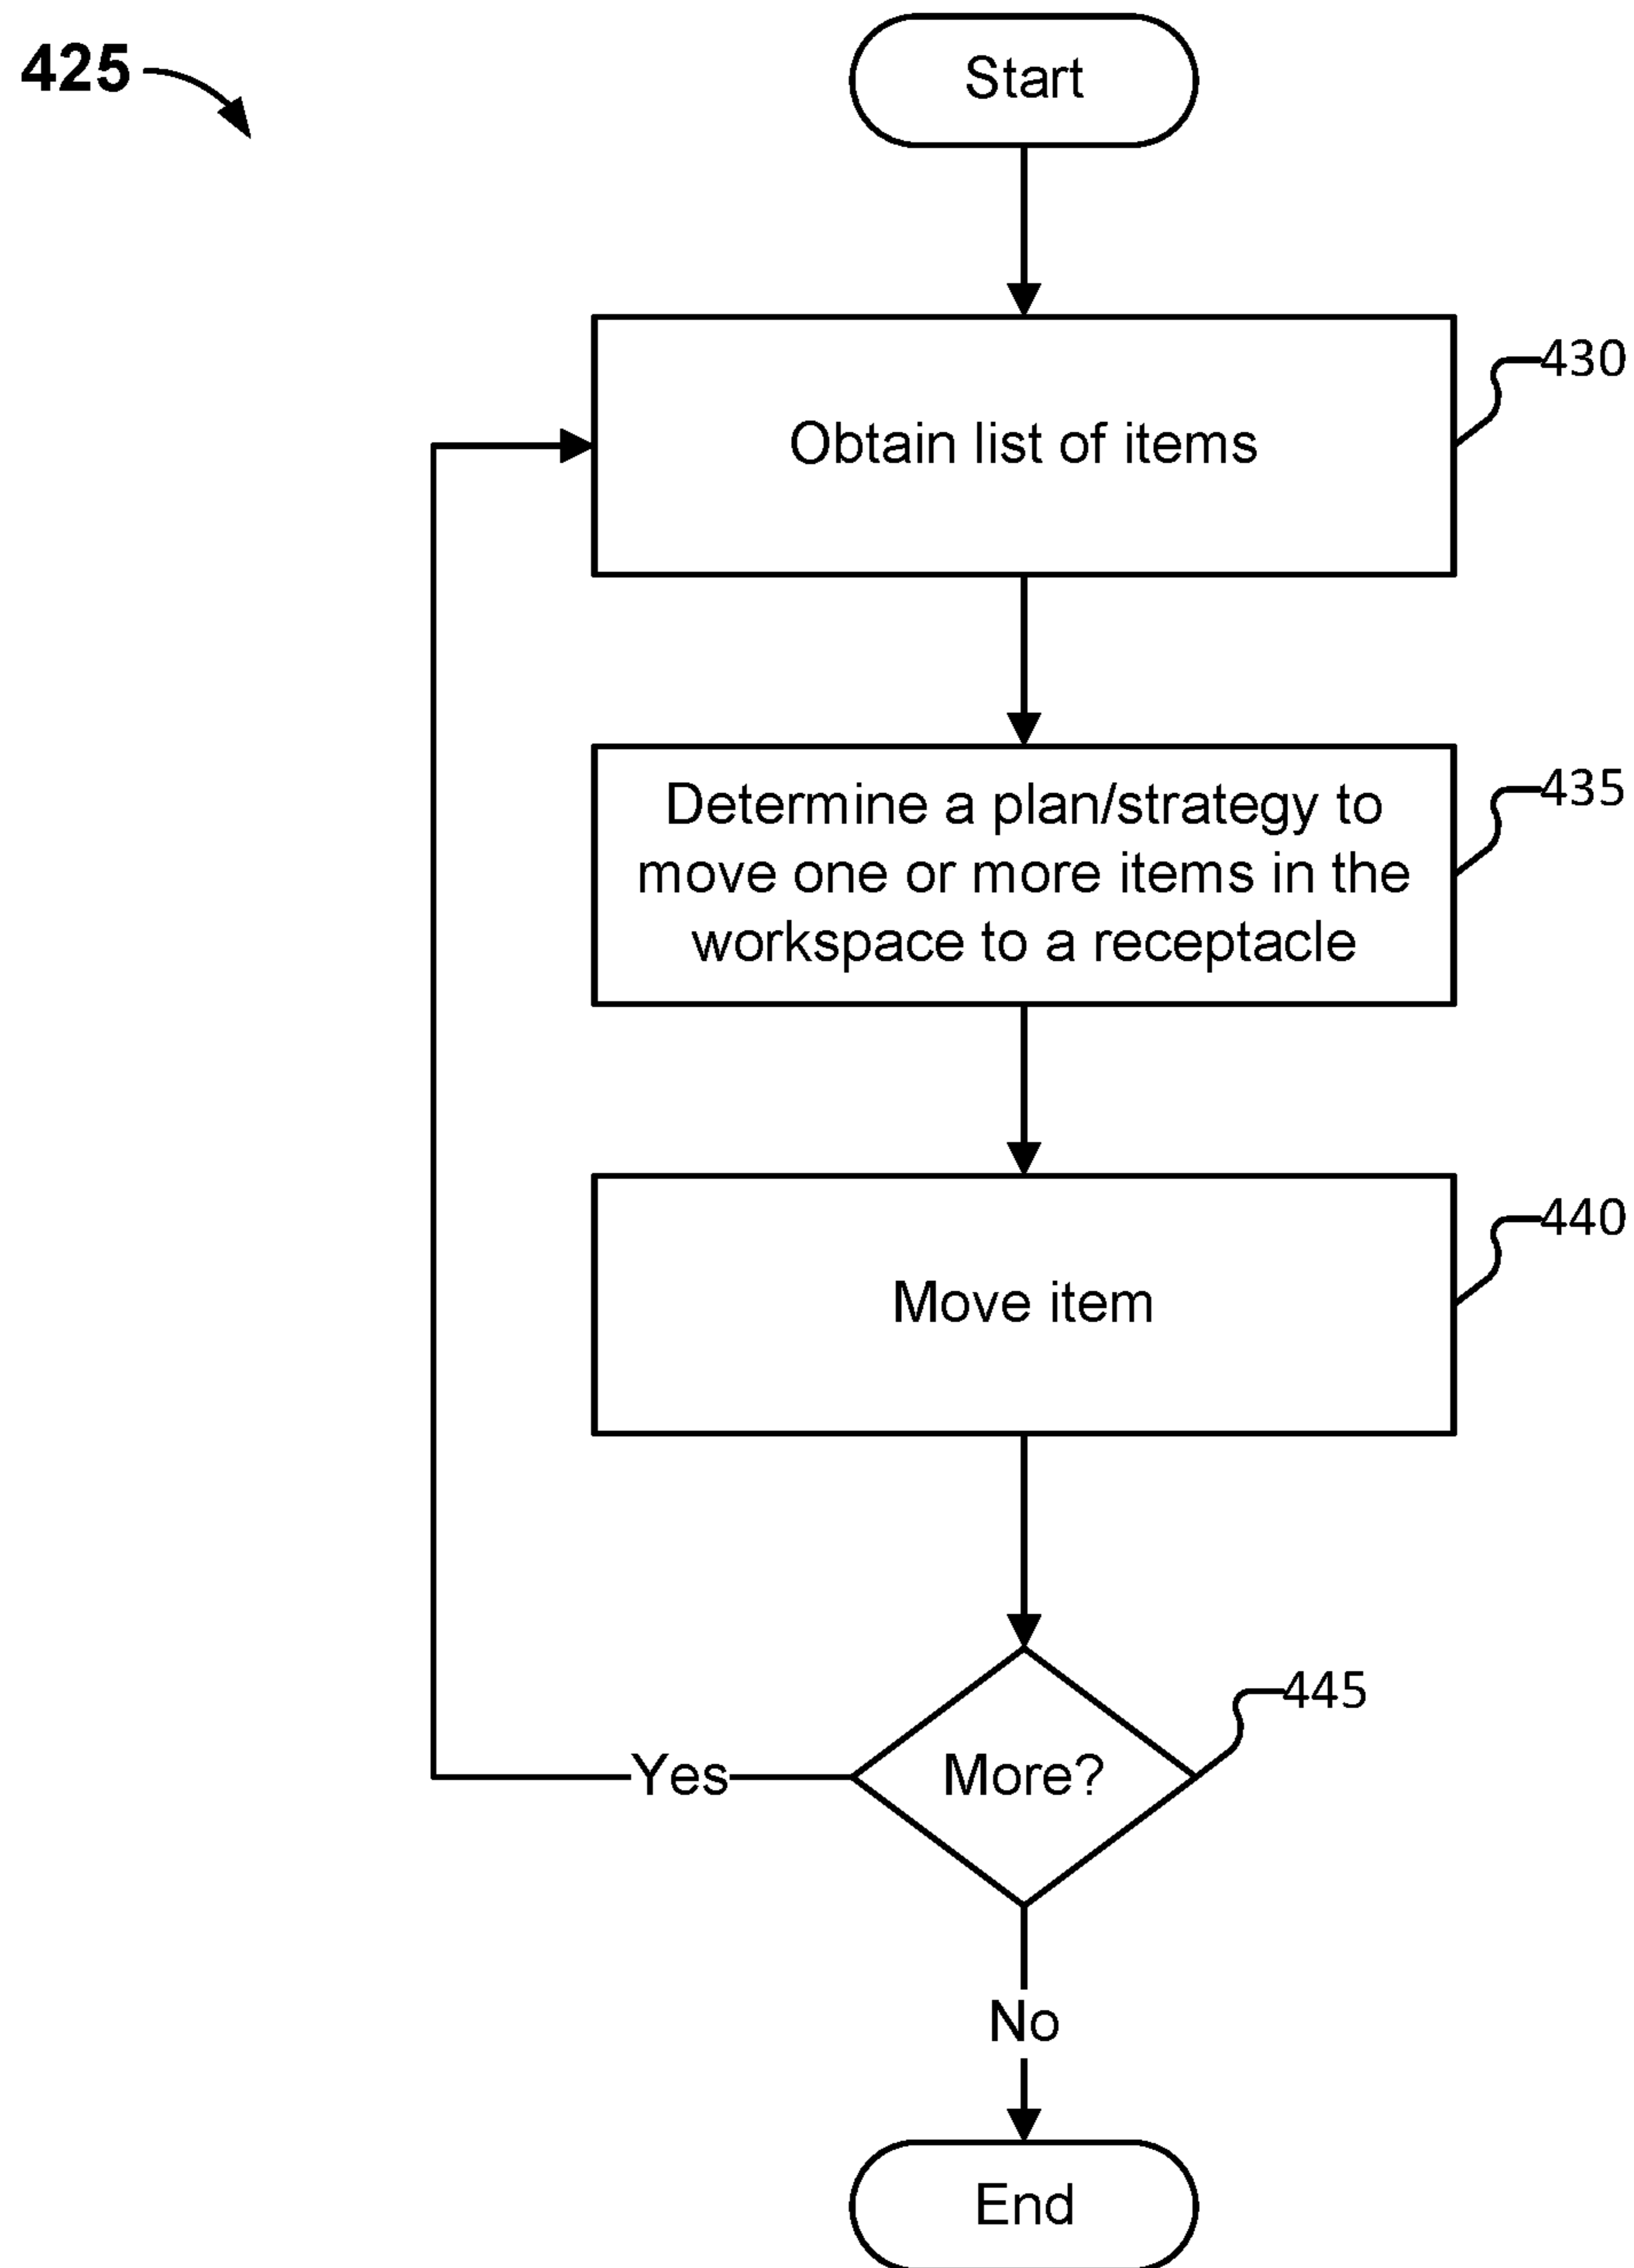 425
Start
430
Obtain list of items
435
Determine a plan/strategy to
move one or more items in the
workspace to a receptacle
440
Move item
445
More?
Yes
No
End